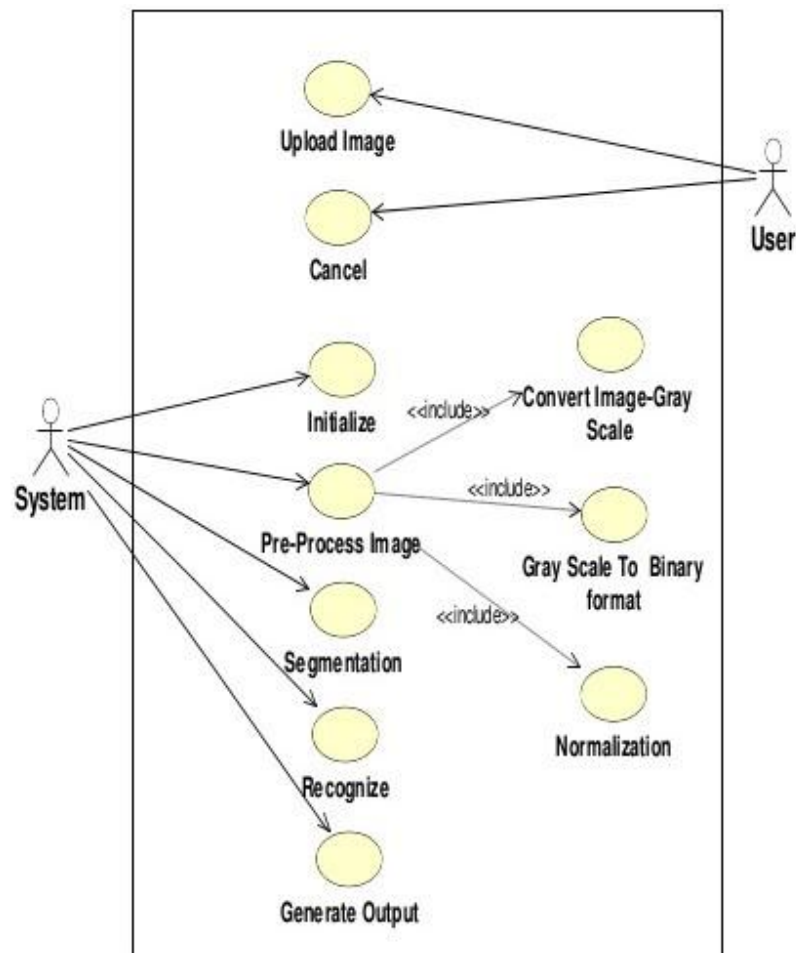 Upload Image
User
Cancel
Initialize
<<include>>
Convert Image-Gray
Scale
System
<<include>>
Pre-Process Image
Gray Scale To Binary
format
<<include>>
Segmentation
Normalization
Recognize
Generate Output